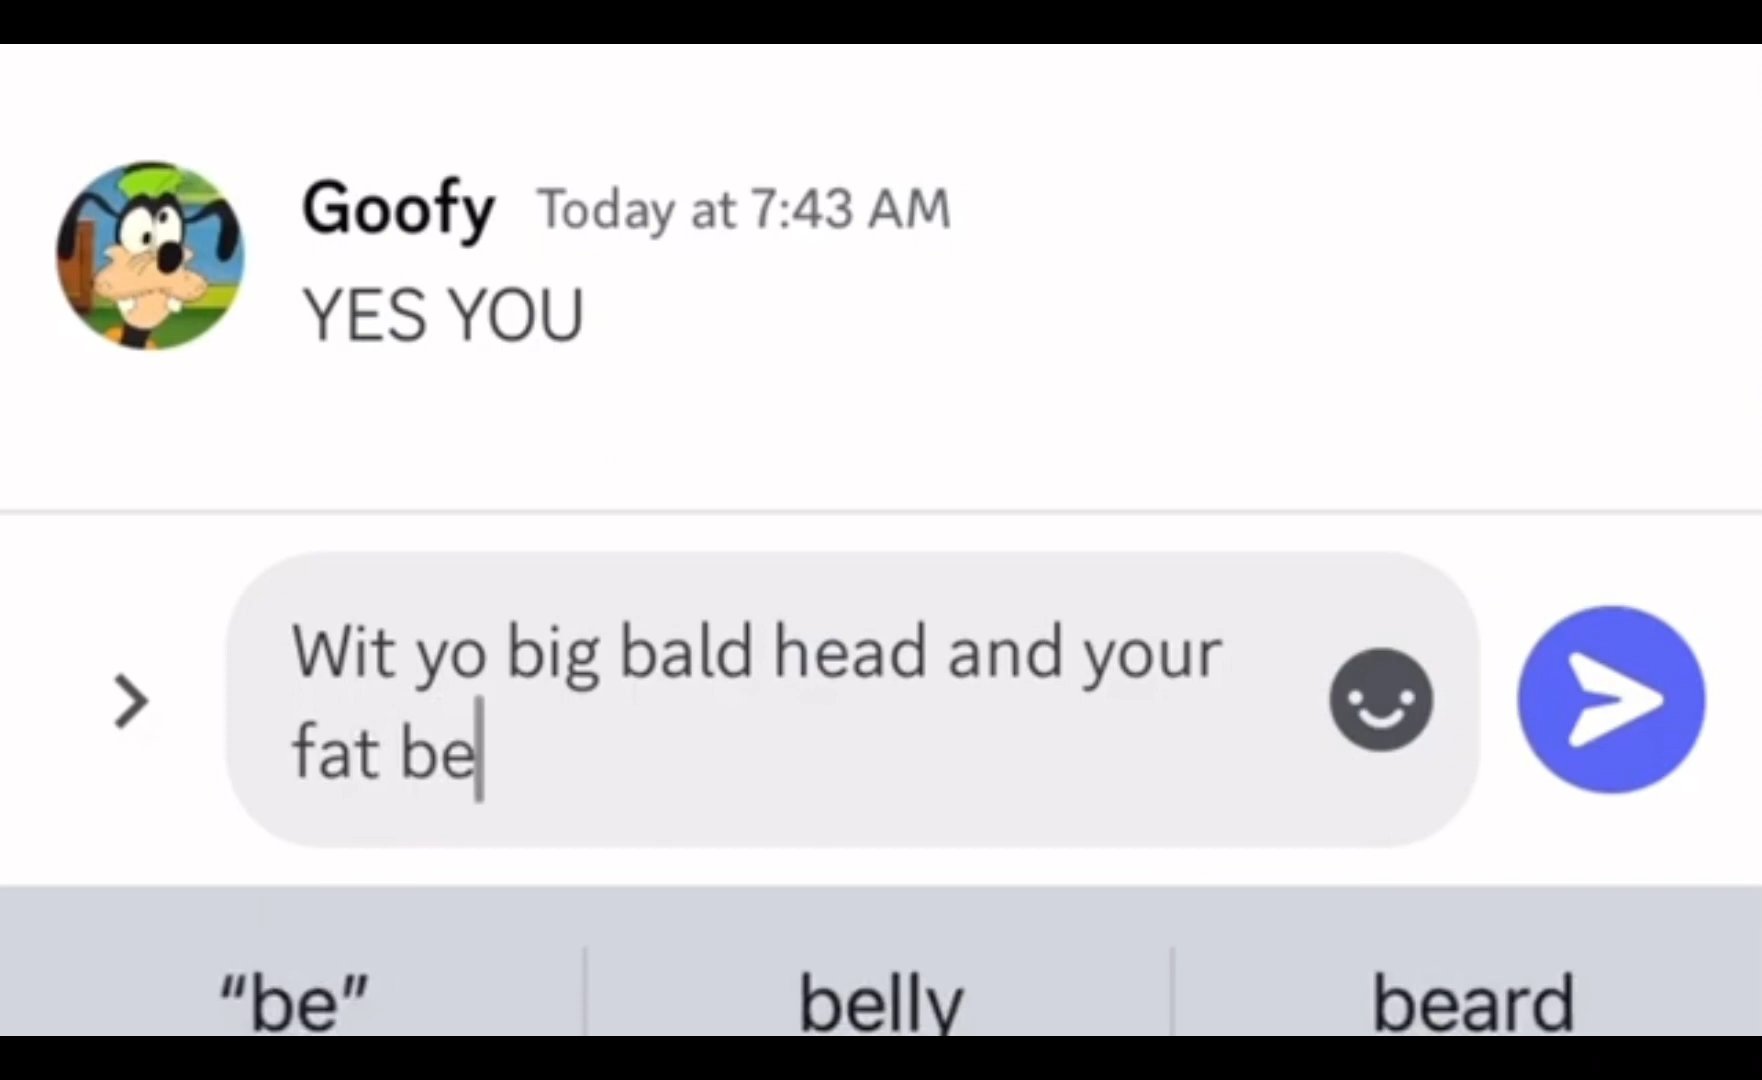 Goofy Today at 7:43 AM
YES YOU
Wit yo big bald head and your
fat be
“be” belly beard